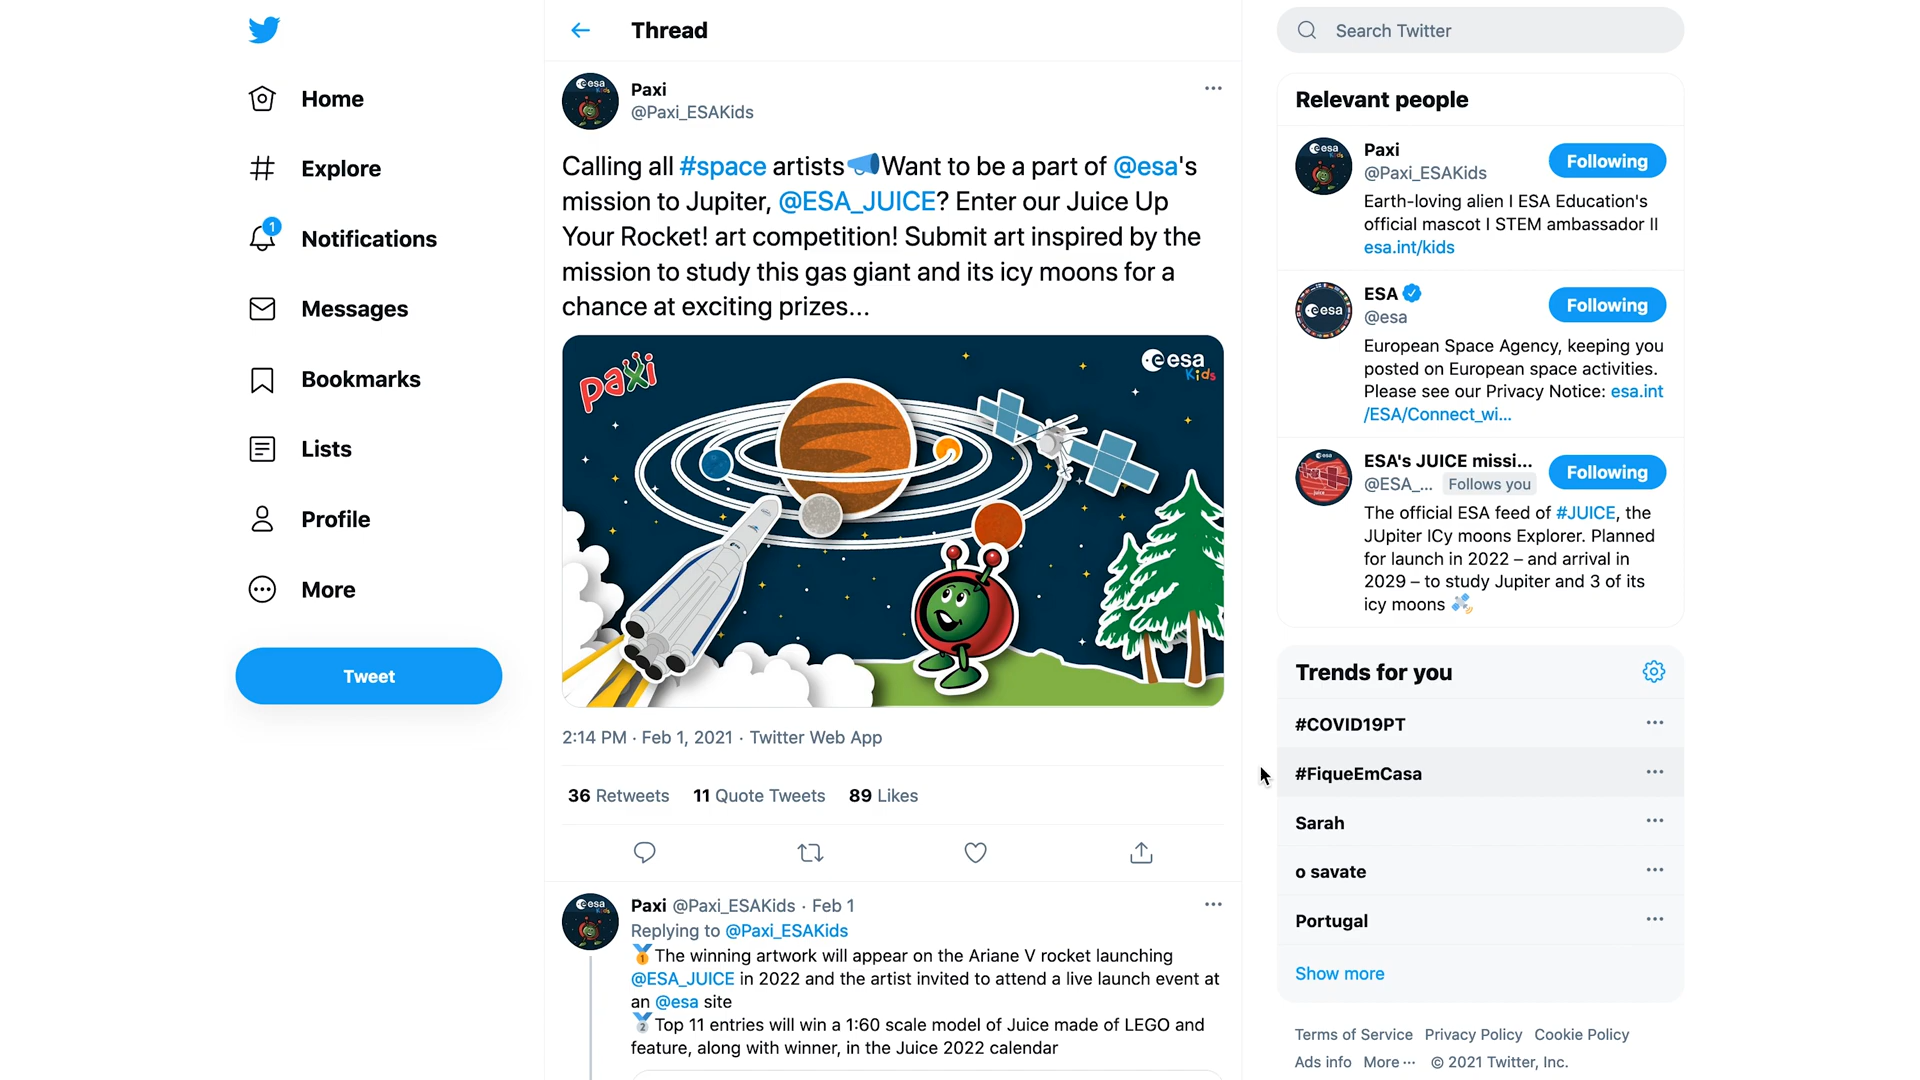 Home
Explore
1
Notifications
Messages
Bookmarks
Lists
Profile
More
Tweet
Thread
Paxi
@Paxi_ESAKids
Calling all #space artists📣Want to be a part of @esa's
mission to Jupiter, @ESA_JUICE? Enter our Juice Up
Your Rocket! art competition! Submit art inspired by the
mission to study this gas giant and its icy moons for a
chance at exciting prizes...
paxi
esa
Kids
2:14 PM · Feb 1, 2021 · Twitter Web App
36 Retweets 11 Quote Tweets 89 Likes
Paxi @Paxi_ESAKids · Feb 1
Replying to @Paxi_ESAKids
🥇The winning artwork will appear on the Ariane V rocket launching
@ESA_JUICE in 2022 and the artist invited to attend a live launch event at
an @esa site
🥈Top 11 entries will win a 1:60 scale model of Juice made of LEGO and
feature, along with winner, in the Juice 2022 calendar
Search Twitter
Relevant people
Paxi
@Paxi_ESAKids
Following
Earth-loving alien I ESA Education's
official mascot I STEM ambassador II
esa.int/kids
esa
ESA
@esa
Following
European Space Agency, keeping you
posted on European space activities.
Please see our Privacy Notice: esa.int
/ESA/Connect_wi...
ESA's JUICE missi...
@ESA_... Follows you
Following
The official ESA feed of #JUICE, the
JUpiter ICy moons Explorer. Planned
for launch in 2022 – and arrival in
2029 – to study Jupiter and 3 of its
icy moons 🛰️
Trends for you
#COVID19PT
#FiqueEmCasa
Sarah
o savate
Portugal
Show more
Terms of Service Privacy Policy Cookie Policy
Ads info More ··· © 2021 Twitter, Inc.